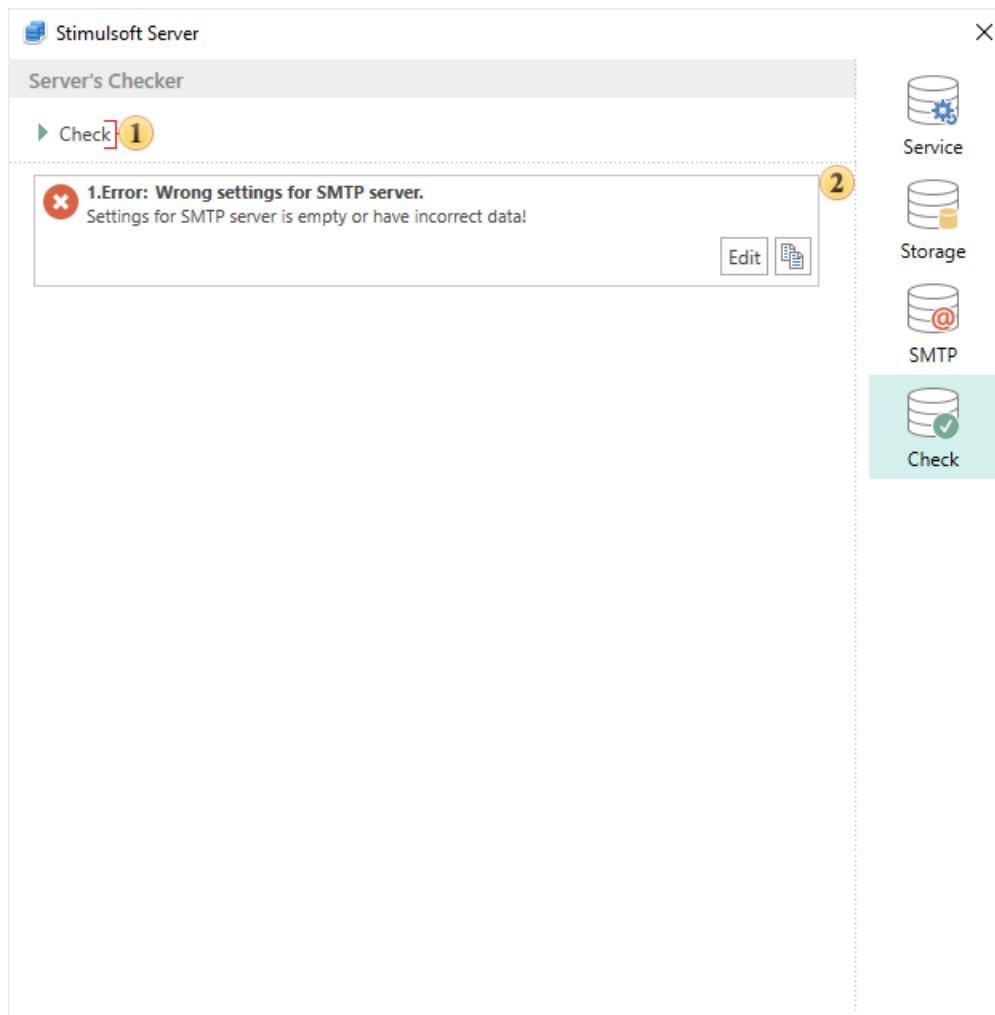 Stimulsoft Server
Server's Checker
Check 1
1.Error: Wrong settings for SMTP server.
Settings for SMTP server is empty or have incorrect data!
2
Edit
Service
Storage
@
SMTP
Check